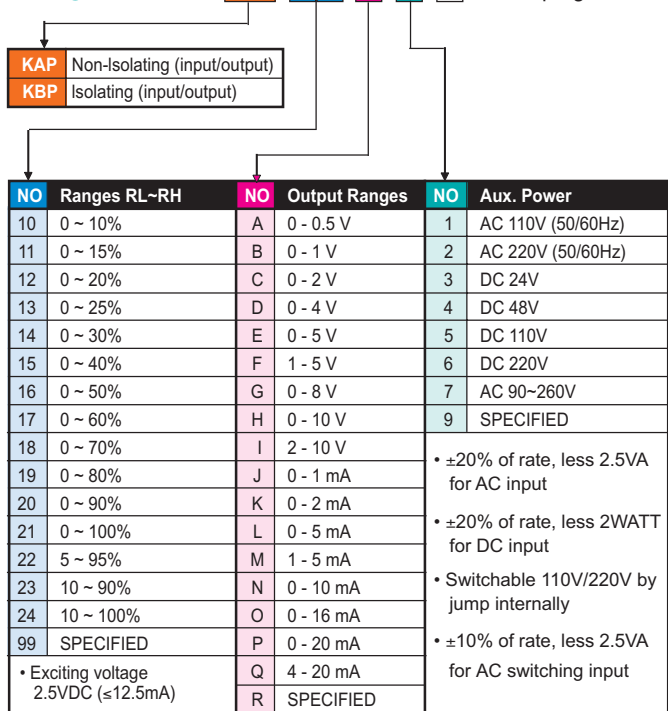 KAP Non-Isolating (input/output)
KBP Isolating (input/output)
NO Ranges RL~RH NO Output Ranges NO Aux. Power
10 0 ~ 10% A 0 - 0.5 V 1 AC 110V (50/60Hz)
11 0 ~ 15% B 0 - 1 V 2 AC 220V (50/60Hz)
12 0 ~ 20% C 0 - 2 V 3 DC 24V
13 0 ~ 25% D 0 - 4 V 4 DC 48V
14 0 ~ 30% E 0 - 5 V 5 DC 110V
15 0 ~ 40% F 1 - 5 V 6 DC 220V
16 0 ~ 50% G 0 - 8 V 7 AC 90~260V
17 0 ~ 60% H 0 - 10 V 9 SPECIFIED
18 0 ~ 70% I 2 - 10 V
19 0 ~ 80% J 0 - 1 mA
20 0 ~ 90% K 0 - 2 mA
21 0 ~ 100% L 0 - 5 mA
22 5 ~ 95% M 1 - 5 mA
23 10 ~ 90% N 0 - 10 mA
24 10 ~ 100% O 0 - 16 mA
99 SPECIFIED P 0 - 20 mA
Q 4 - 20 mA
R SPECIFIED
• Exciting voltage
2.5VDC (≤12.5mA)
• ±20% of rate, less 2.5VA
for AC input
• ±20% of rate, less 2WATT
for DC input
• Switchable 110V/220V by
jump internally
• ±10% of rate, less 2.5VA
for AC switching input